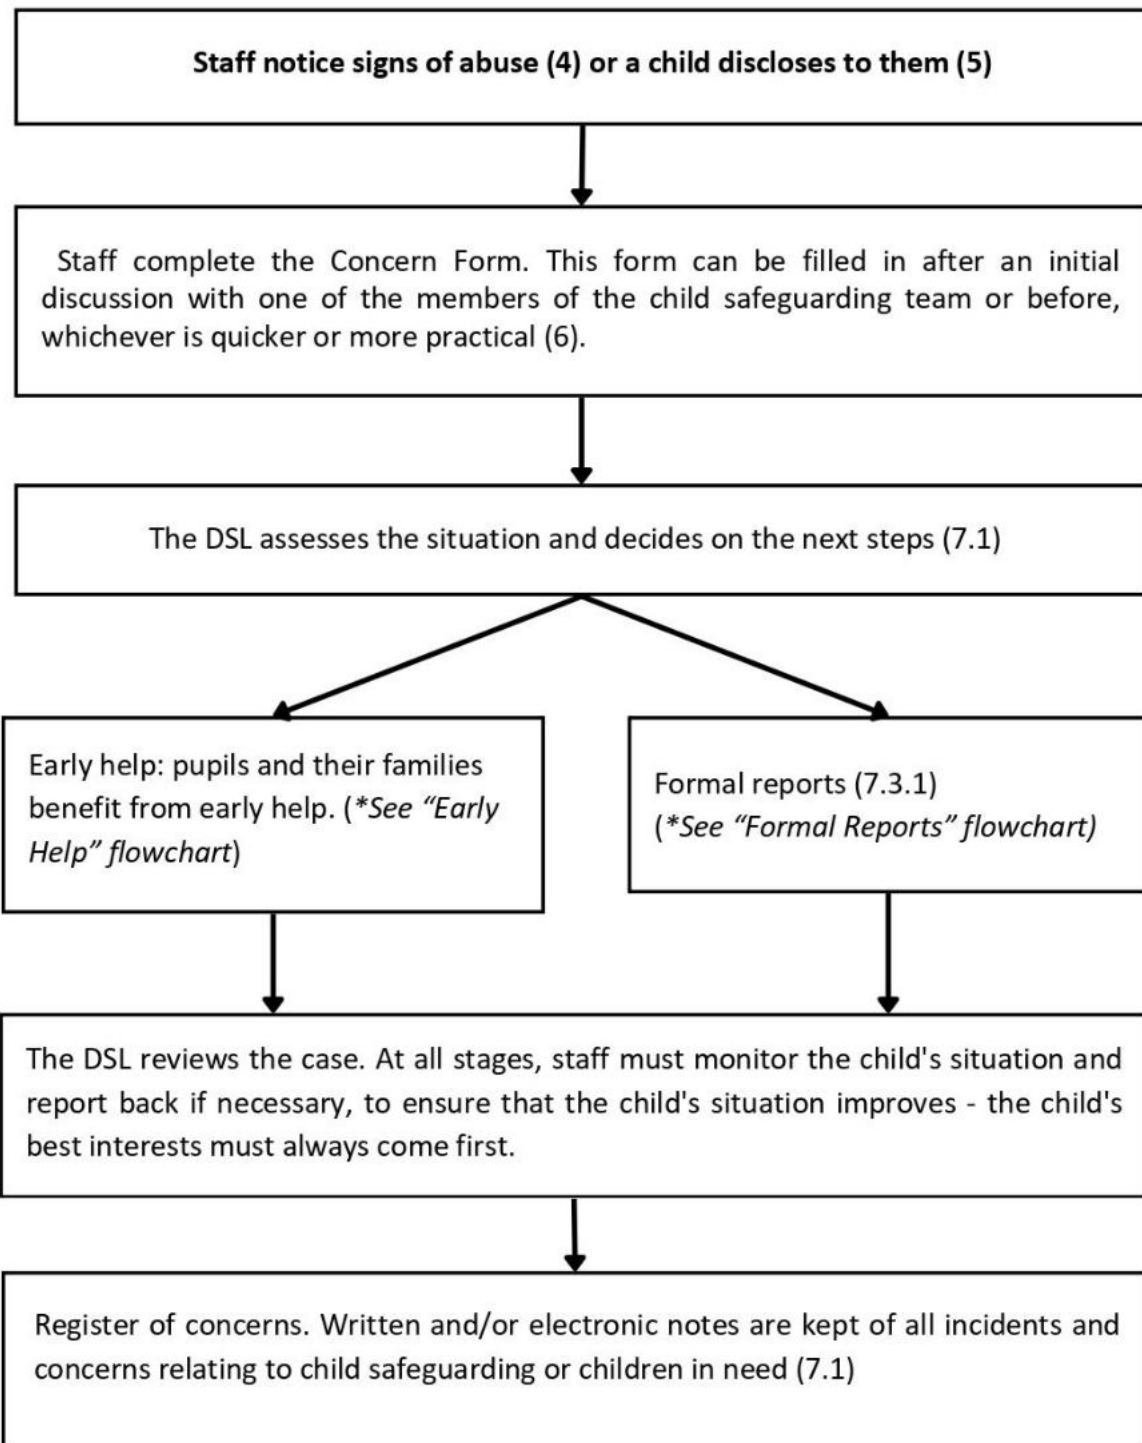 Staff notice signs of abuse (4) or a child discloses to them (5)
Staff complete the Concern Form. This form can be filled in after an initial
discussion with one of the members of the child safeguarding team or before,
whichever is quicker or more practical (6).
The DSL assesses the situation and decides on the next steps (7.1)
Early help: pupils and their families
benefit from early help. (*See “Early
Help” flowchart)
Formal reports (7.3.1)
(*See “Formal Reports” flowchart)
The DSL reviews the case. At all stages, staff must monitor the child's situation and
report back if necessary, to ensure that the child's situation improves - the child's
best interests must always come first.
Register of concerns. Written and/or electronic notes are kept of all incidents and
concerns relating to child safeguarding or children in need (7.1)